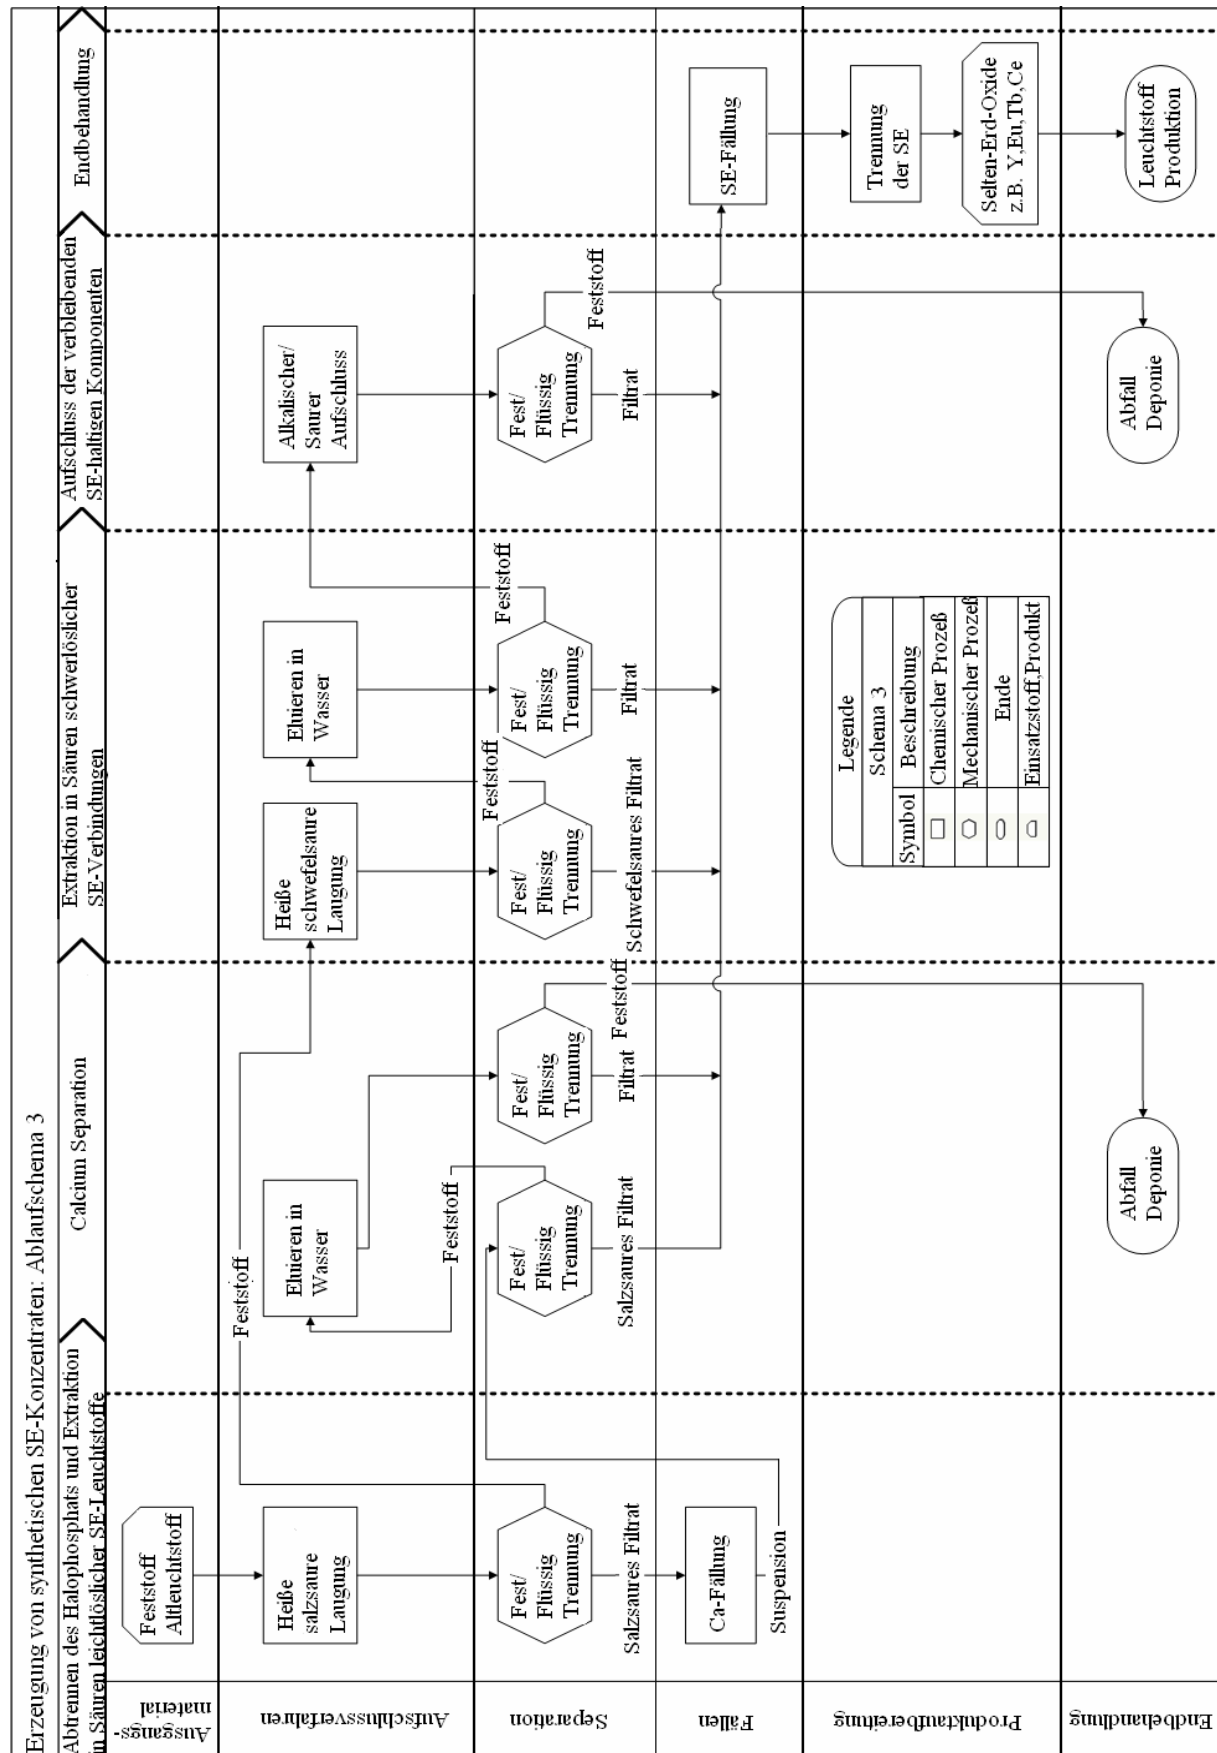 Erzeugung von synthetischen SE-Konzentraten: Ablaufschema 3
Abtrennen des Halophosphats und Extraktion
in Säuren leichtlöslicher SE-Leuchtstoffe
Calcium Separation
Extraktion in Säuren schwerlöslicher
SE-Verbindungen
Aufschluss der verbleibenden
SE-haltigen Komponenten
Endbehandlung
Ausgangs-
material
Feststoff
Altleuchtstoff
Aufschlussverfahren
Heiße
salzsaure
Laugung
Feststoff
Eluieren in
Wasser
Heiße
schwefelsaure
Laugung
Eluieren in
Wasser
Alkalischer/
Saurer
Aufschluss
Separation
Fest/
Flüssig
Trennung
Salzsaures Filtrat
Fest/
Flüssig
Trennung
Feststoff
Salzsaures Filtrat
Fest/
Flüssig
Trennung
Filtrat
Feststoff
Fest/
Flüssig
Trennung
Feststoff
Schwefelsaures Filtrat
Fest/
Flüssig
Trennung
Feststoff
Filtrat
Fest/
Flüssig
Trennung
Feststoff
Filtrat
Fällen
Ca-Fällung
Suspension
SE-Fällung
Produktaufbereitung
Legende
Schema 3
Symbol Beschreibung
Chemischer Prozeß
Mechanischer Prozeß
Ende
Einsatzstoff,Produkt
Trennung
der SE
Selten-Erd-Oxide
z.B. Y,Eu,Tb,Ce
Endbehandlung
Abfall
Deponie
Abfall
Deponie
Leuchtstoff
Produktion